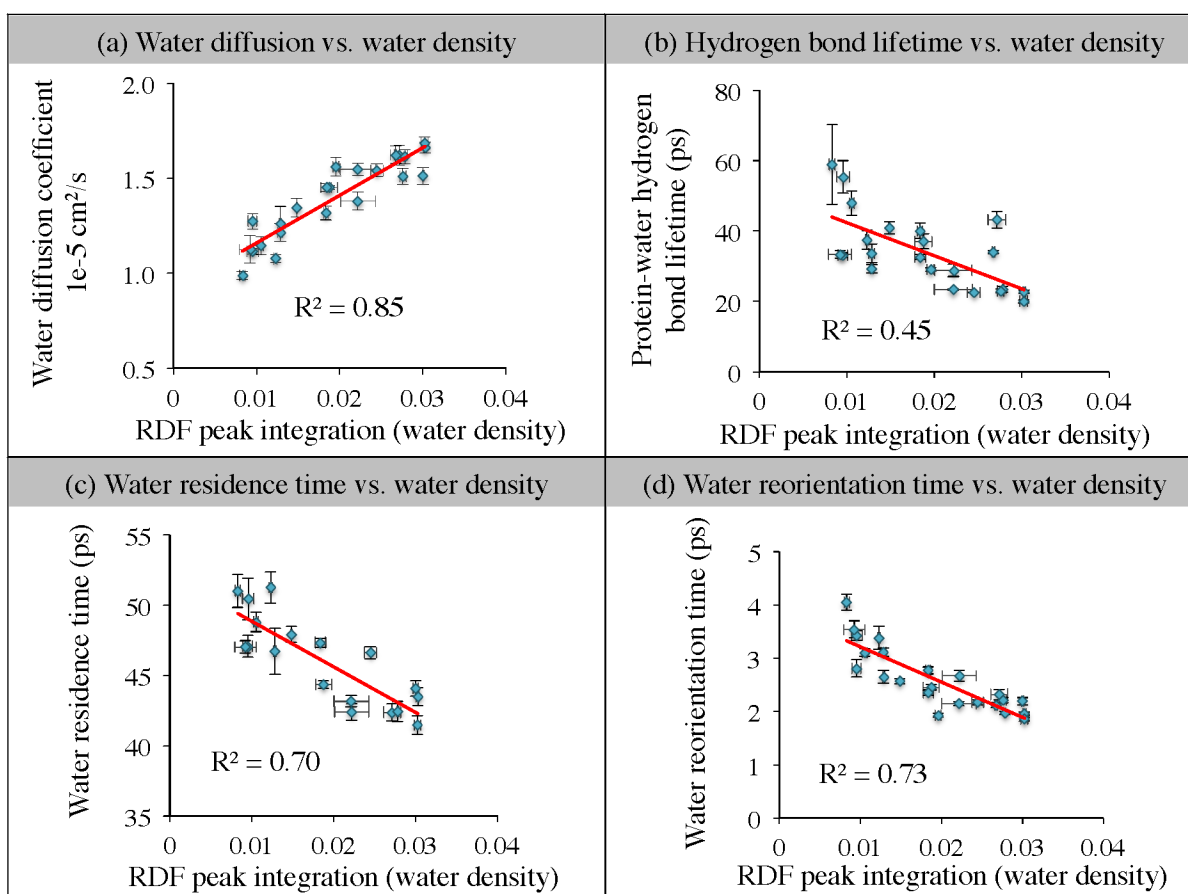 (a) Water diffusion vs. water density
Water diffusion coefficient
1e-5 cm²/s
2.0
1.5
1.0
0.5
R² = 0.85
0 0.01 0.02 0.03 0.04
RDF peak integration (water density)
(b) Hydrogen bond lifetime vs. water density
Protein-water hydrogen
bond lifetime (ps)
80
60
40
20
0
R² = 0.45
0 0.01 0.02 0.03 0.04
RDF peak integration (water density)
(c) Water residence time vs. water density
Water residence time (ps)
55
50
45
40
35
R² = 0.70
0 0.01 0.02 0.03 0.04
RDF peak integration (water density)
(d) Water reorientation time vs. water density
Water reorientation time (ps)
5
4
3
2
1
0
R² = 0.73
0 0.01 0.02 0.03 0.04
RDF peak integration (water density)